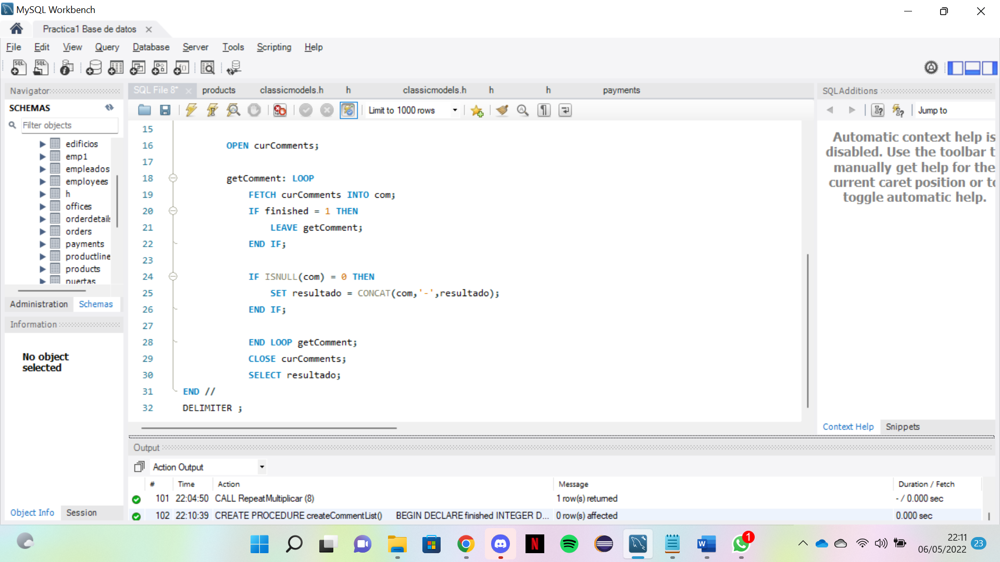 MySQL Workbench
Practica1 Base de datos
File Edit View Query Database Server Tools Scripting Help
Navigator
SCHEMAS
Filter objects
edificios
emp1
empleados
employees
h
offices
orderdetails
orders
payments
productline
products
puertas
Administration Schemas
Information
No object
selected
Object Info Session
SQL File 8* products classicmodels.h h classicmodels.h h h payments
Limit to 1000 rows
15
16 OPEN curComments;
17
18 getComment: LOOP
19 FETCH curComments INTO com;
20 IF finished = 1 THEN
21 LEAVE getComment;
22 END IF;
23
24 IF ISNULL(com) = 0 THEN
25 SET resultado = CONCAT(com,'-',resultado);
26 END IF;
27
28 END LOOP getComment;
29 CLOSE curComments;
30 SELECT resultado;
31 END //
32 DELIMITER ;
SQLAdditions
Jump to
Automatic context help is
disabled. Use the toolbar t
manually get help for the
current caret position or to
toggle automatic help.
Context Help Snippets
Output
Action Output
# Time Action Message Duration / Fetch
101 22:04:50 CALL RepeatMultiplicar (8) 1 row(s) returned - / 0.000 sec
102 22:10:39 CREATE PROCEDURE createCommentList() BEGIN DECLARE finished INTEGER D... 0 row(s) affected 0.000 sec
1
22:11
06/05/2022
23